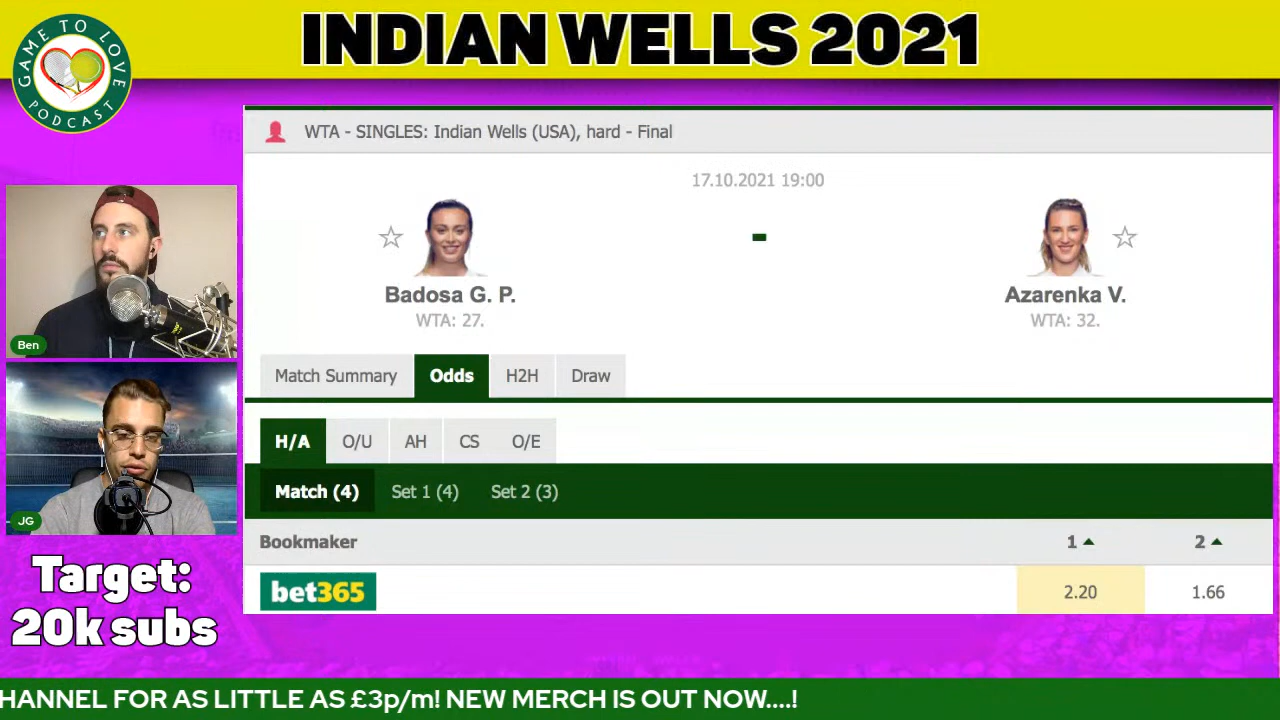 INDIAN WELLS 2021
GAME TO LOVE
PODCAST
WTA - SINGLES: Indian Wells (USA), hard - Final
17.10.2021 19:00
-
Badosa G. P.
WTA: 27.
Azarenka V.
WTA: 32.
Match Summary Odds H2H Draw
H/A O/U AH CS O/E
Match (4) Set 1 (4) Set 2 (3)
Bookmaker 1 2
bet365 2.20 1.66
Ben
JG
Target:
20k subs
HANNEL FOR AS LITTLE AS £3p/m! NEW MERCH IS OUT NOW....!